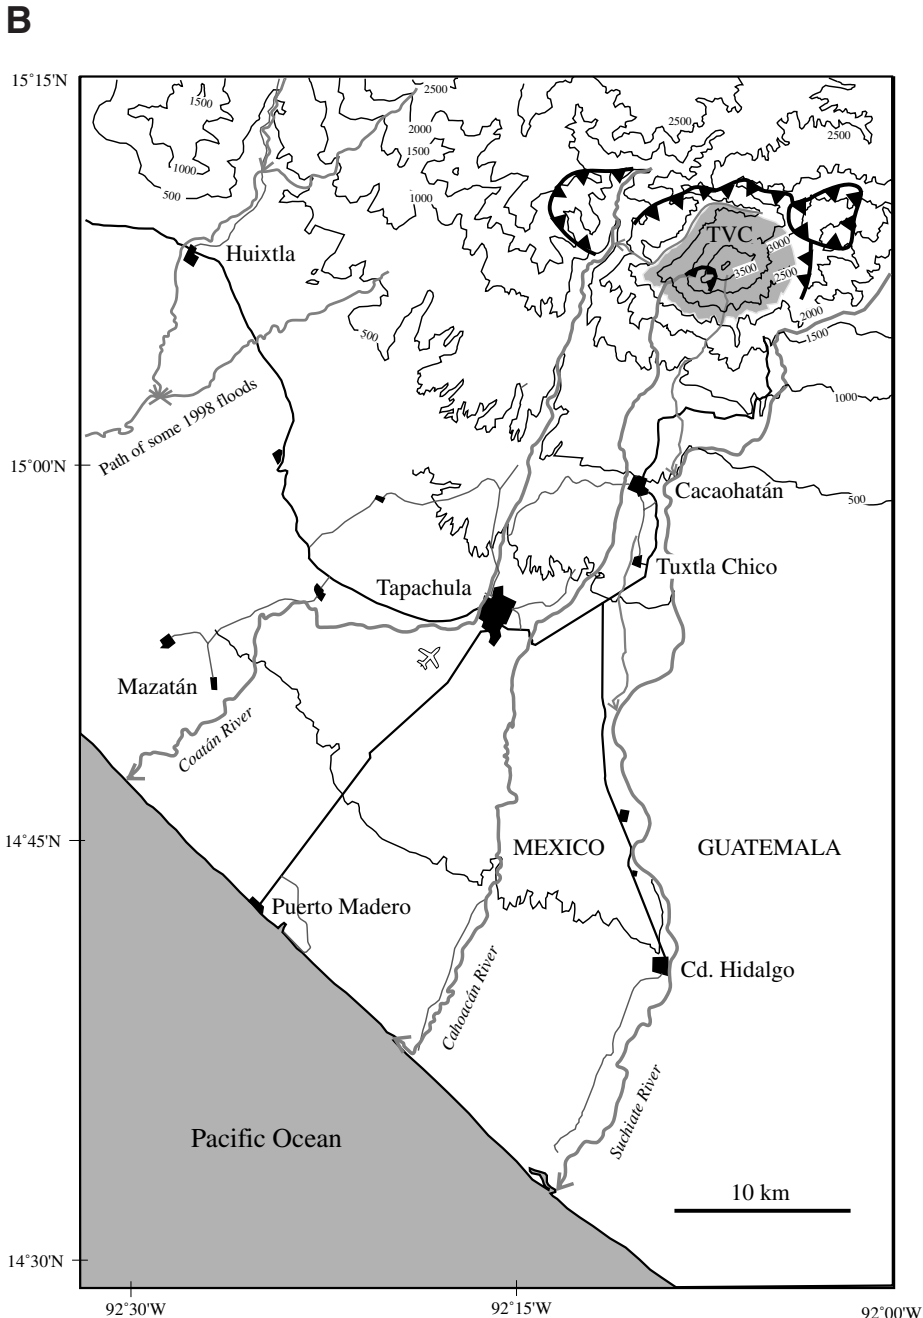 B
15˚15'N
2500
1500
2500
2000
2500
1500
1000
500
1000
TVC
3000
Huixtla
3500
2500
2000
500
1500
1000
Path of some 1998 floods
15˚00'N
Cacaohatán
500
Tuxtla Chico
Tapachula
Mazatán
Coatán River
14˚45'N
MEXICO
GUATEMALA
Puerto Madero
Cd. Hidalgo
Cahoacán River
Suchiate River
Pacific Ocean
10 km
14˚30'N
92˚30'W
92˚15'W
92˚00'W